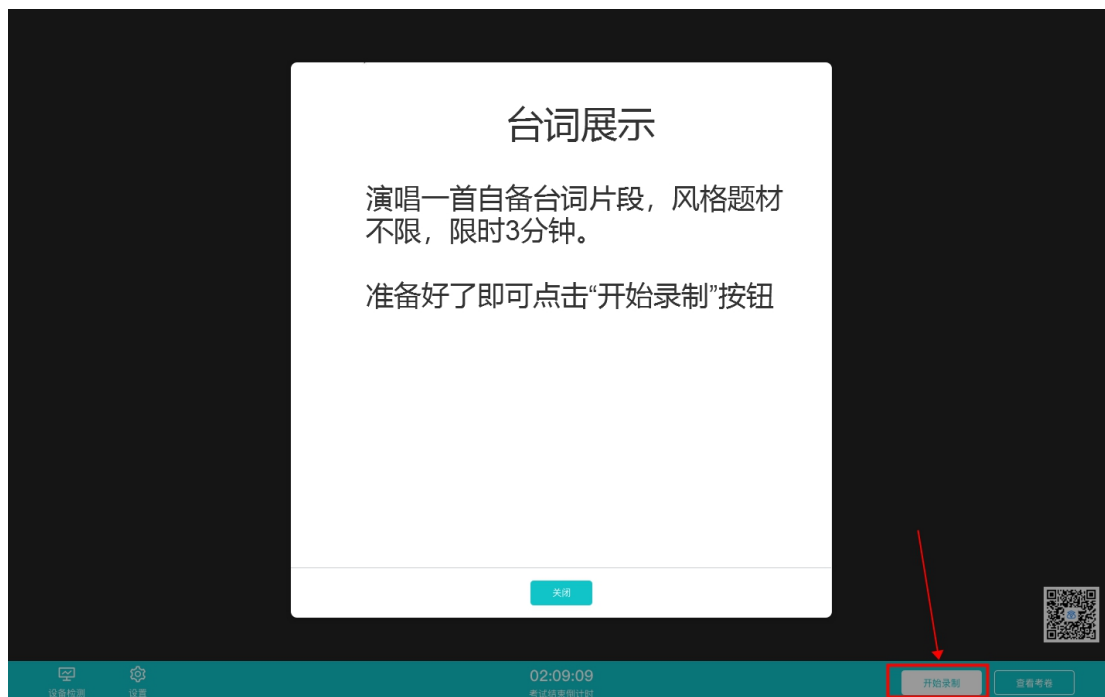 台词展示
演唱一首自备台词片段，风格题材
不限，限时3分钟。
准备好了即可点击“开始录制”按钮
关闭
设备检测
设置
02:09:09
考试结束倒计时
开始录制
查看考卷